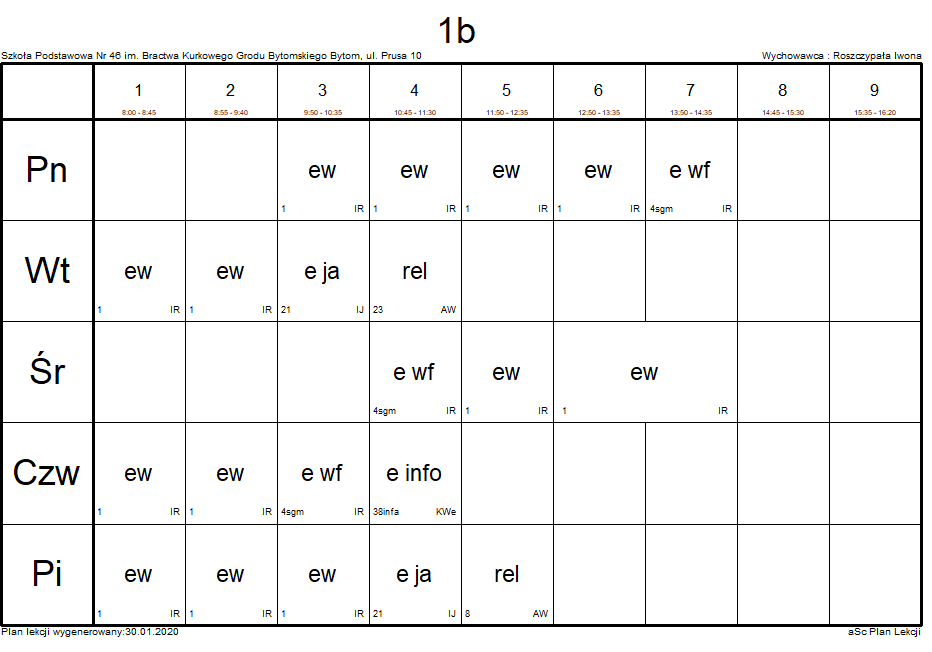 1b
Szkoła Podstawowa Nr 46 im. Bractwa Kurkowego Grodu Bytomskiego Bytom, ul. Prusa 10 Wychowawca : Roszczypała Iwona
1 2 3 4 5 6 7 8 9
8:00 - 8:45 8:55 - 9:40 9:50 - 10:35 10:45 - 11:30 11:50 - 12:35 12:50 - 13:35 13:50 - 14:35 14:45 - 15:30 15:35 - 16:20
Pn ew ew ew ew e wf
1 IR 1 IR 1 IR 1 IR 4sgm IR
Wt ew ew e ja rel
1 IR 1 IR 21 IJ 23 AW
Śr e wf ew ew
4sgm IR 1 IR 1 IR
Czw ew ew e wf e info
1 IR 1 IR 4sgm IR 38infa KWe
Pi ew ew ew e ja rel
1 IR 1 IR 1 IR 21 IJ 8 AW
Plan lekcji wygenerowany:30.01.2020 aSc Plan Lekcji